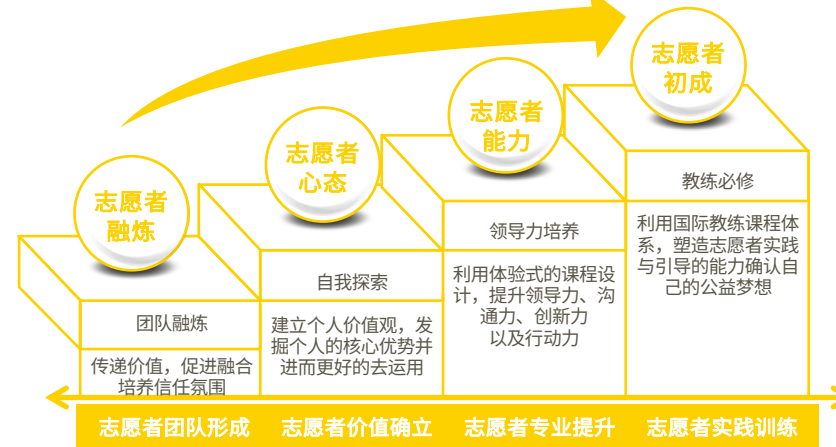 志愿者
融炼
团队融炼
传递价值，促进融合
培养信任氛围
志愿者团队形成
志愿者
心态
自我探索
建立个人价值观，发
掘个人的核心优势并
进而更好的去运用
志愿者价值确立
志愿者
能力
领导力培养
利用体验式的课程设
计，提升领导力、沟
通力、创新力
以及行动力
志愿者专业提升
志愿者
初成
教练必修
利用国际教练课程体
系，塑造志愿者实践
与引导的能力确认自
己的公益梦想
志愿者实践训练